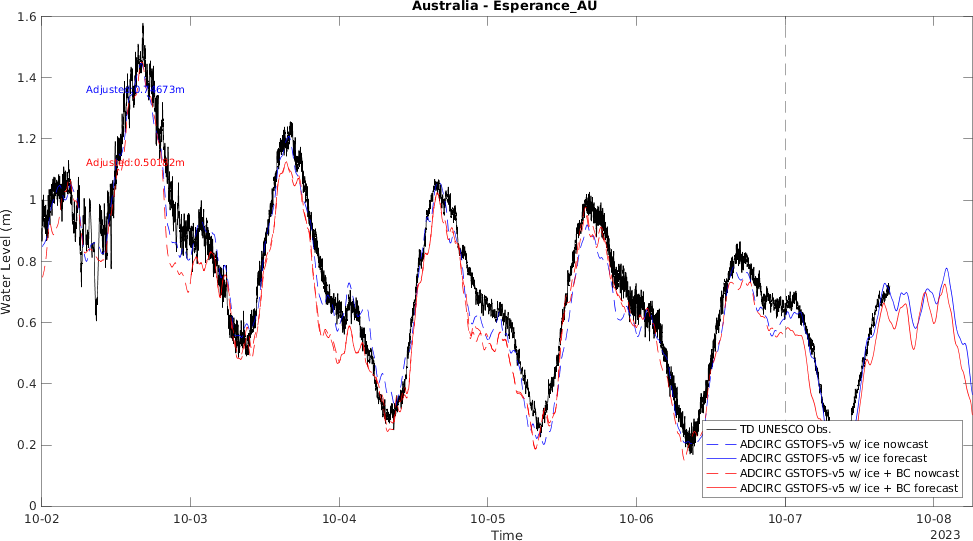 Australia - Esperance_AU
1.6
1.4
1.2
1
0.8
0.6
0.4
0.2
0
Water Level (m)
TD UNESCO Obs.
ADCIRC GSTOFS-v5 w/ ice nowcast
ADCIRC GSTOFS-v5 w/ ice forecast
ADCIRC GSTOFS-v5 w/ ice + BC nowcast
ADCIRC GSTOFS-v5 w/ ice + BC forecast
10-02 10-03 10-04 10-05 10-06 10-07 10-08
Time
2023